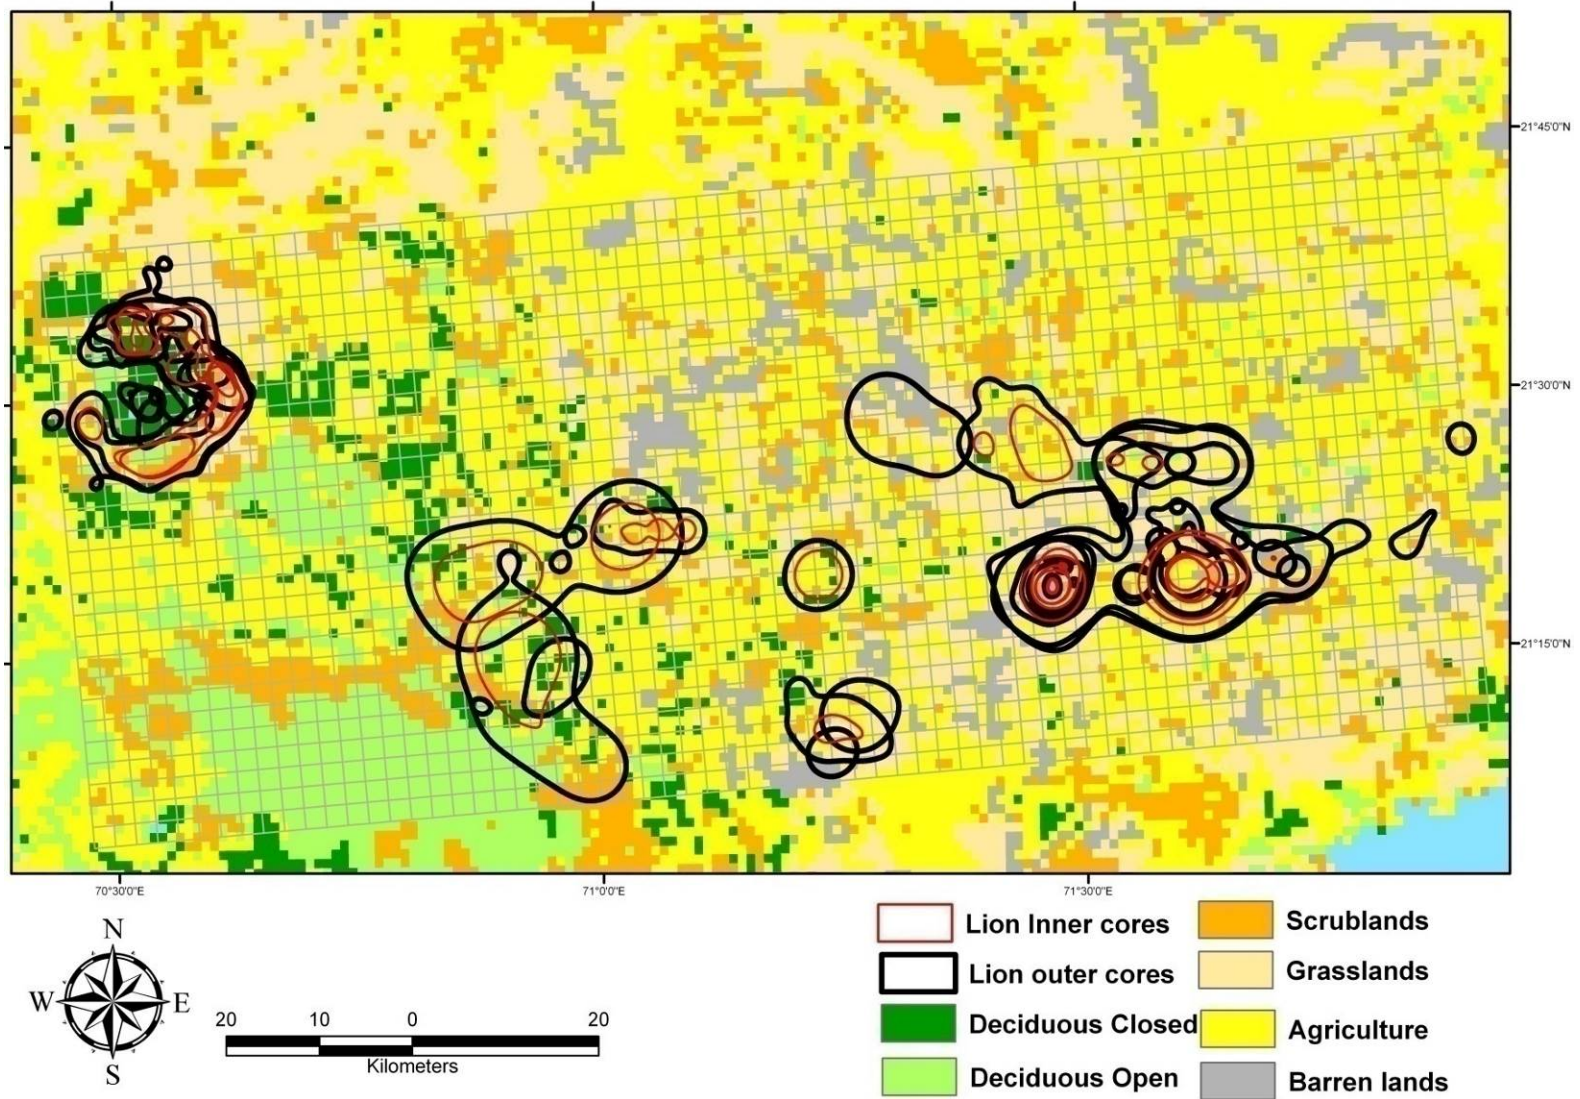 21°45'0"N
21°30'0"N
21°15'0"N
70°30'0"E
71°0'0"E
71°30'0"E
N
W E
S
20 10 0 20
Kilometers
Lion Inner cores
Lion outer cores
Deciduous Closed
Deciduous Open
Scrublands
Grasslands
Agriculture
Barren lands